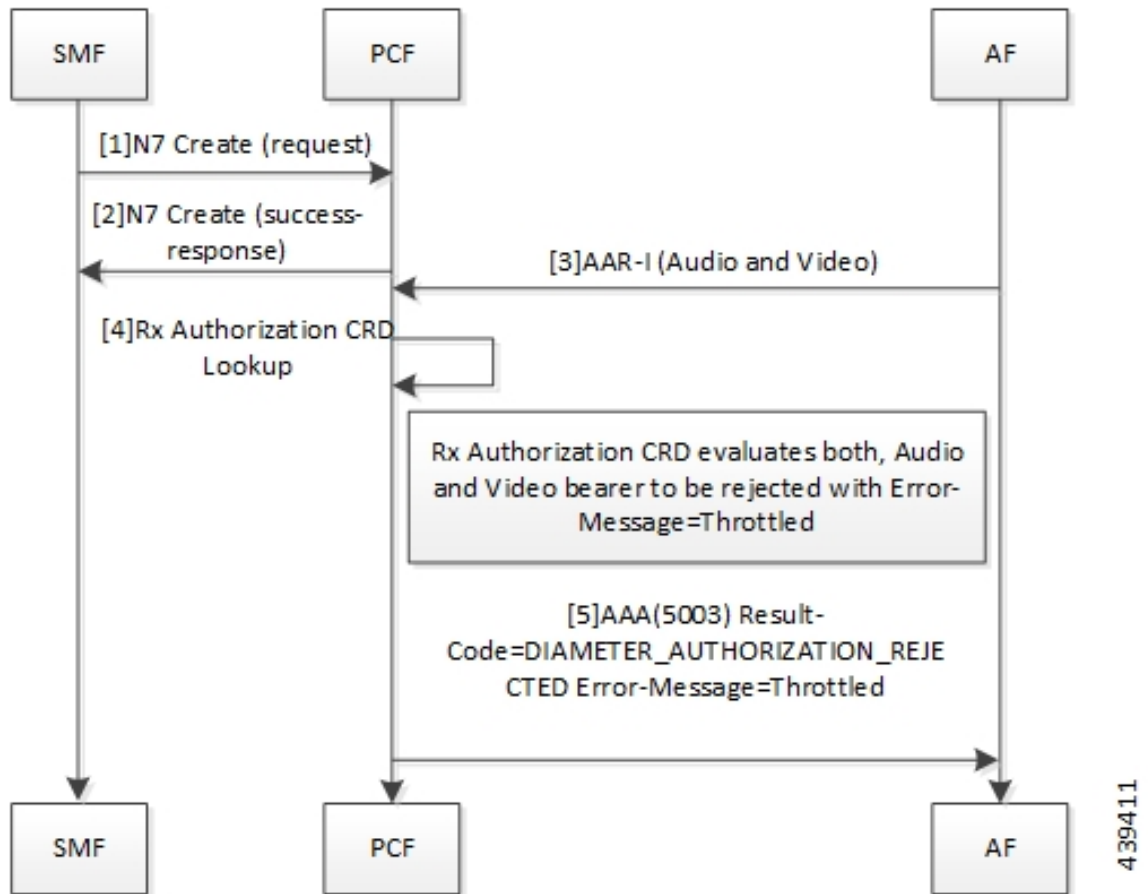 SMF
PCF
AF
[1]N7 Create (request)
[2]N7 Create (success-
response)
[3]AAR-I (Audio and Video)
[4]Rx Authorization CRD
Lookup
Rx Authorization CRD evaluates both, Audio
and Video bearer to be rejected with Error-
Message=Throttled
[5]AAA(5003) Result-
Code=DIAMETER_AUTHORIZATION_REJE
CTED Error-Message=Throttled
SMF
PCF
AF
439411